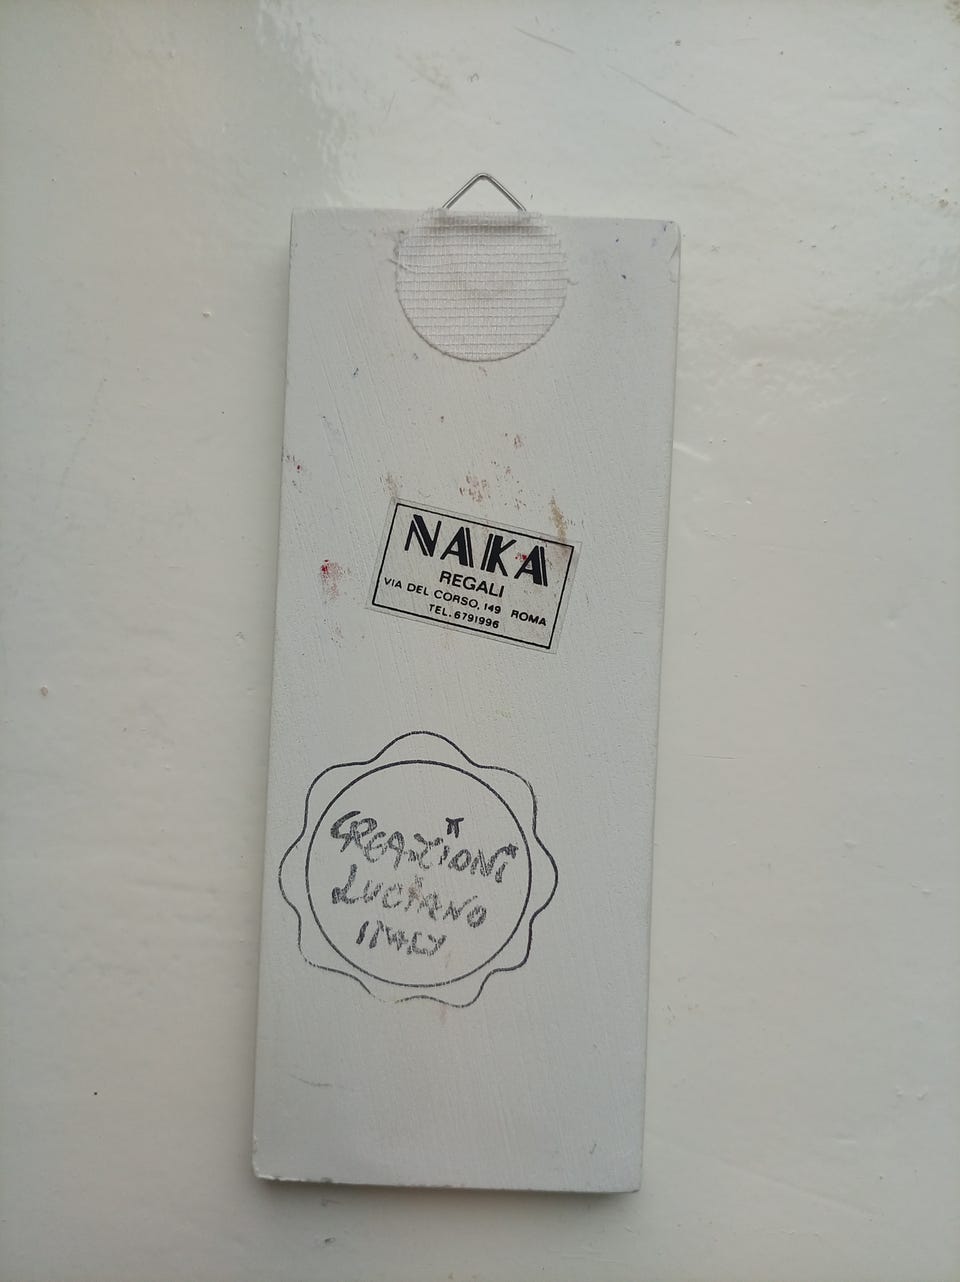 NAKA
REGALI
VIA DEL CORSO, 149 ROMA
TEL. 6791996
CREAZIONI
LUCIANO
ITALY